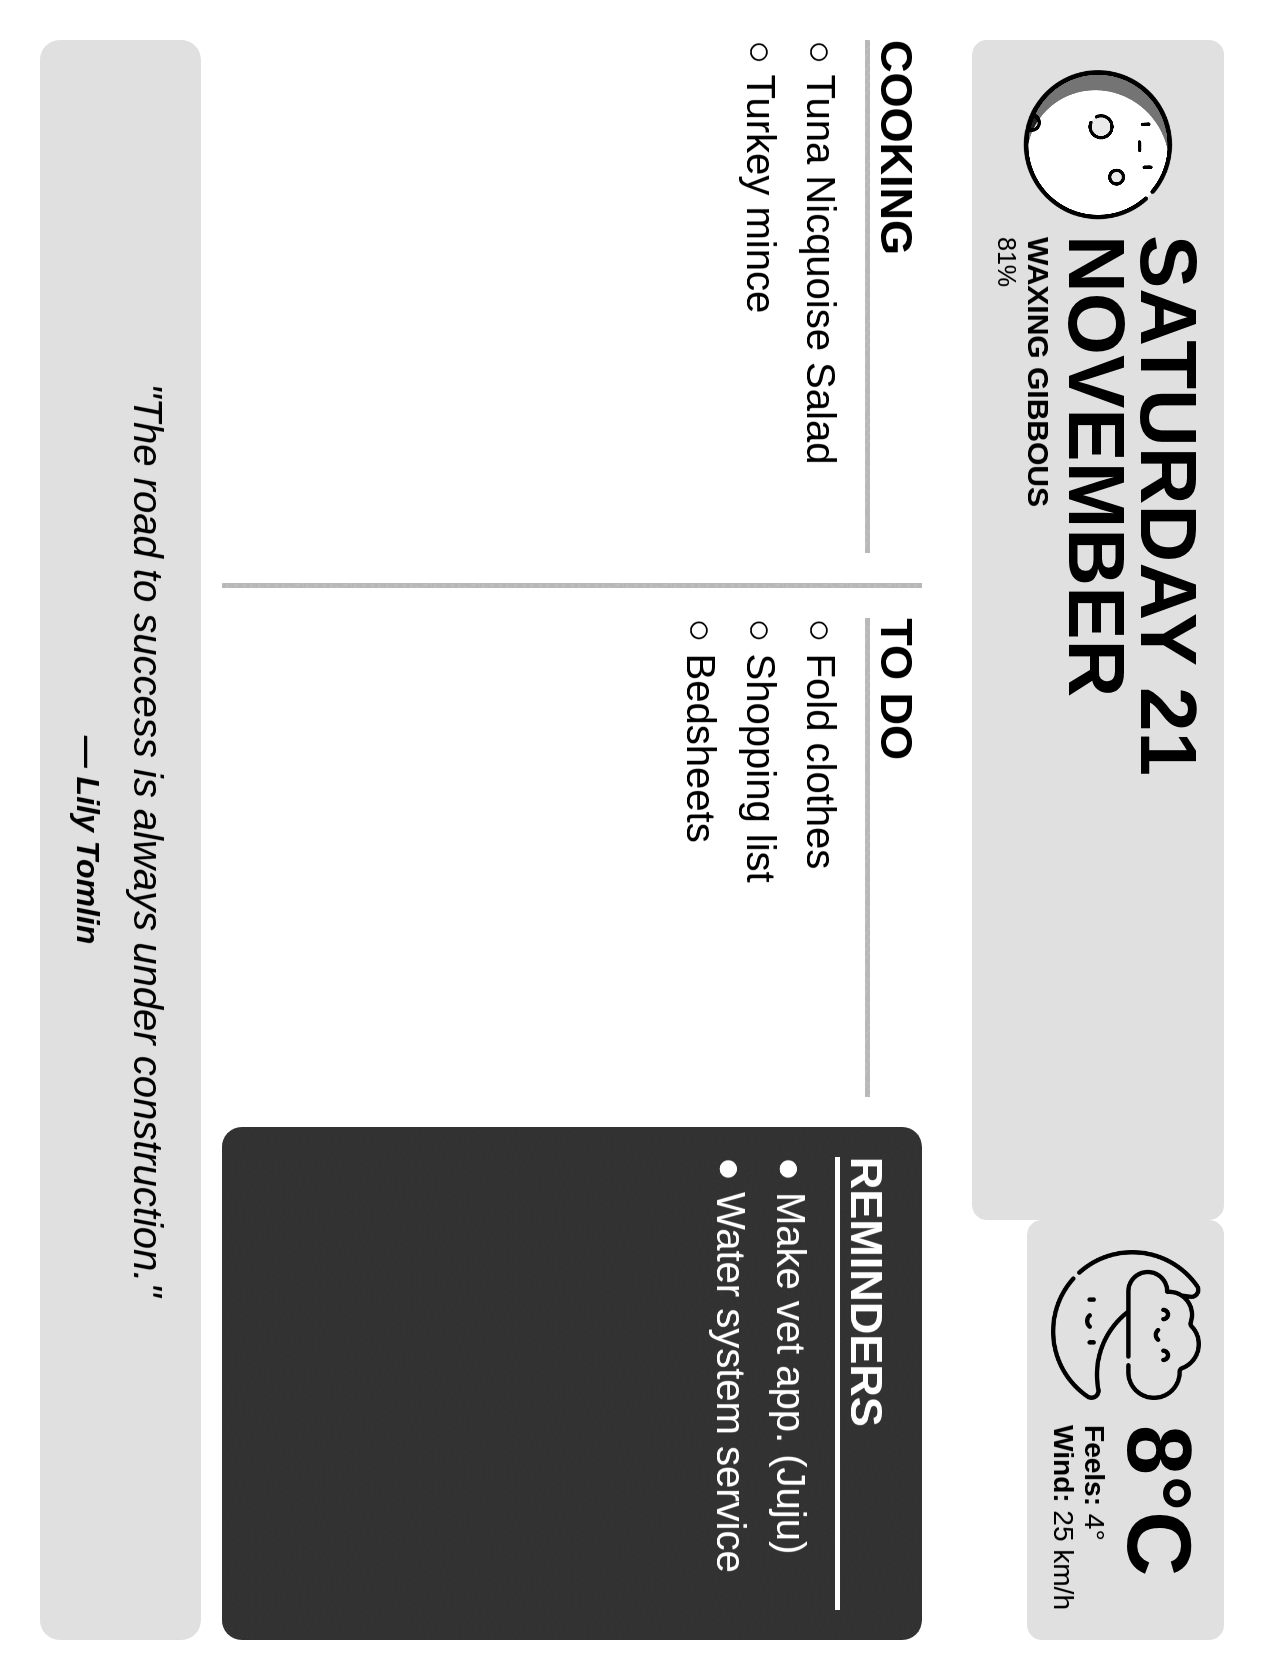 SATURDAY 21
NOVEMBER
WAXING GIBBOUS
81%
8°C
Feels: 4°
Wind: 25 km/h
COOKING
○ Tuna Nicquoise Salad
○ Turkey mince
TO DO
○ Fold clothes
○ Shopping list
○ Bedsheets
REMINDERS
● Make vet app. (Juju)
● Water system service
"The road to success is always under construction."
— Lily Tomlin